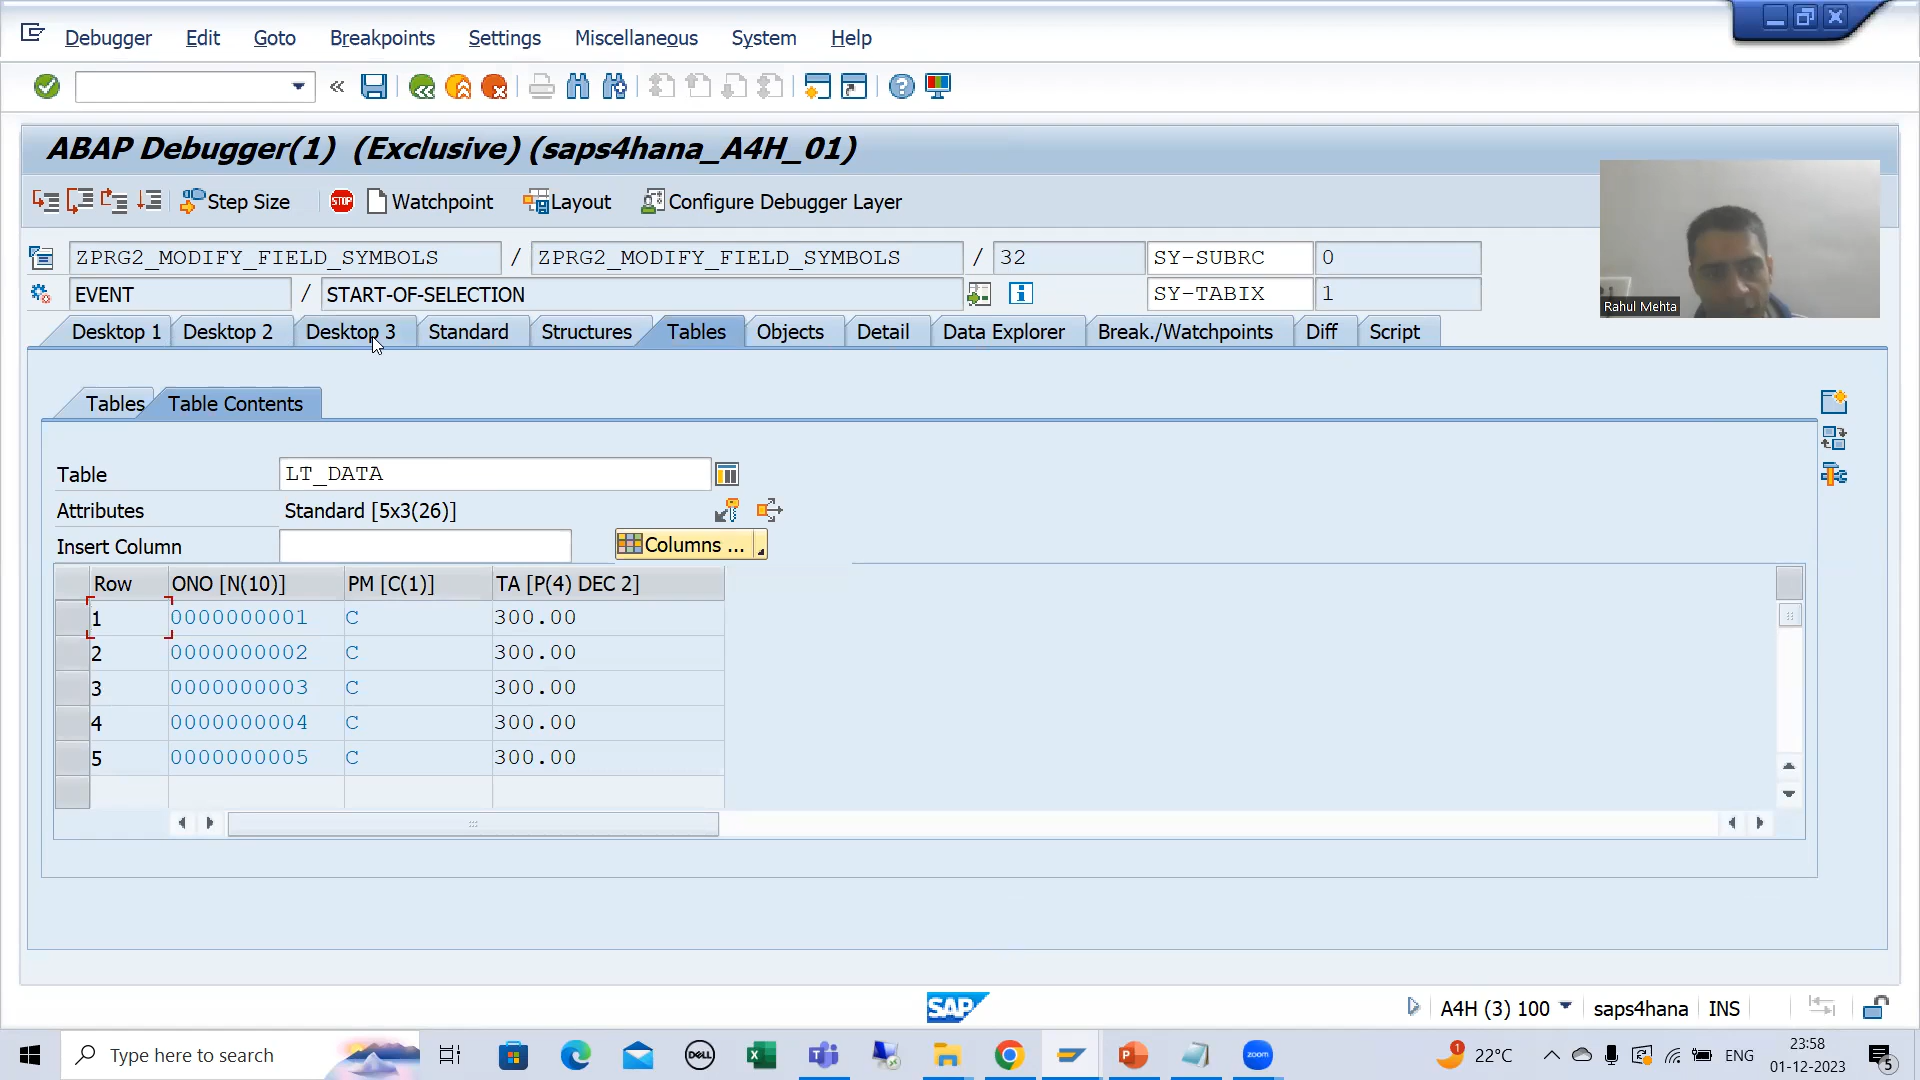 Debugger Edit Goto Breakpoints Settings Miscellaneous System Help
ABAP Debugger(1) (Exclusive) (saps4hana_A4H_01)
Step Size STOP Watchpoint Layout Configure Debugger Layer
ZPRG2_MODIFY_FIELD_SYMBOLS / ZPRG2_MODIFY_FIELD_SYMBOLS / 32 SY-SUBRC 0
EVENT / START-OF-SELECTION SY-TABIX 1
Rahul Mehta
Desktop 1 Desktop 2 Desktop 3 Standard Structures Tables Objects Detail Data Explorer Break./Watchpoints Diff Script
Tables Table Contents
Table LT_DATA
Attributes Standard [5x3(26)]
Insert Column Columns ...
Row ONO [N(10)] PM [C(1)] TA [P(4) DEC 2]
1 0000000001 C 300.00
2 0000000002 C 300.00
3 0000000003 C 300.00
4 0000000004 C 300.00
5 0000000005 C 300.00
SAP A4H (3) 100 saps4hana INS
Type here to search DELL zoom 1 22°C ENG 23:58
01-12-2023 5